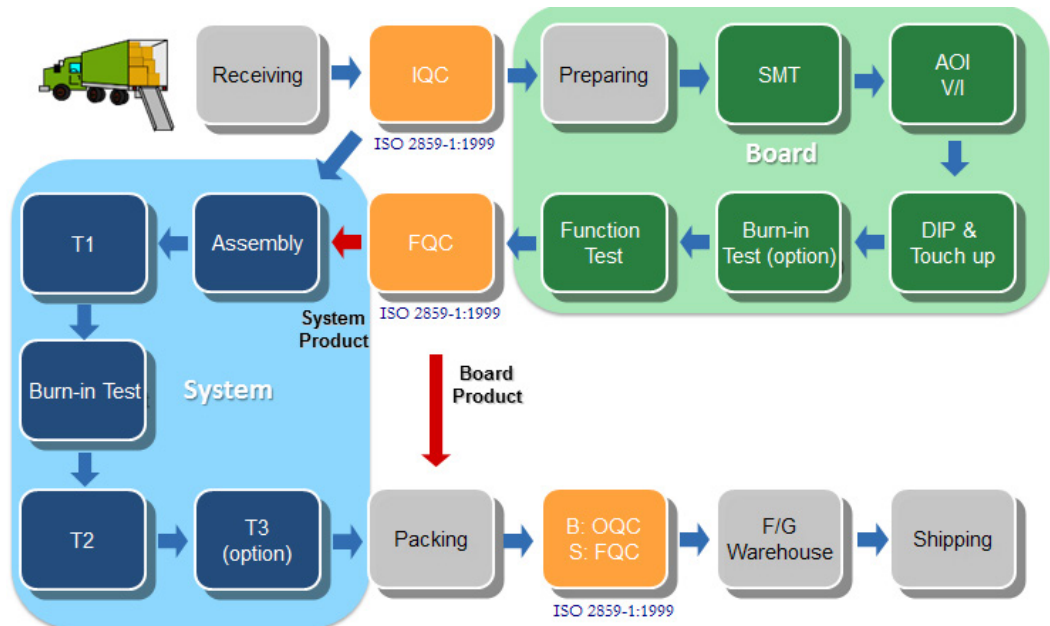 Receiving
IQC
ISO 2859-1:1999
Preparing
SMT
AOI
V/I
Board
DIP &
Touch up
Burn-in
Test (option)
Function
Test
FQC
ISO 2859-1:1999
System
Product
Board
Product
Assembly
T1
Burn-in Test
System
T2
T3
(option)
Packing
B: OQC
S: FQC
ISO 2859-1:1999
F/G
Warehouse
Shipping